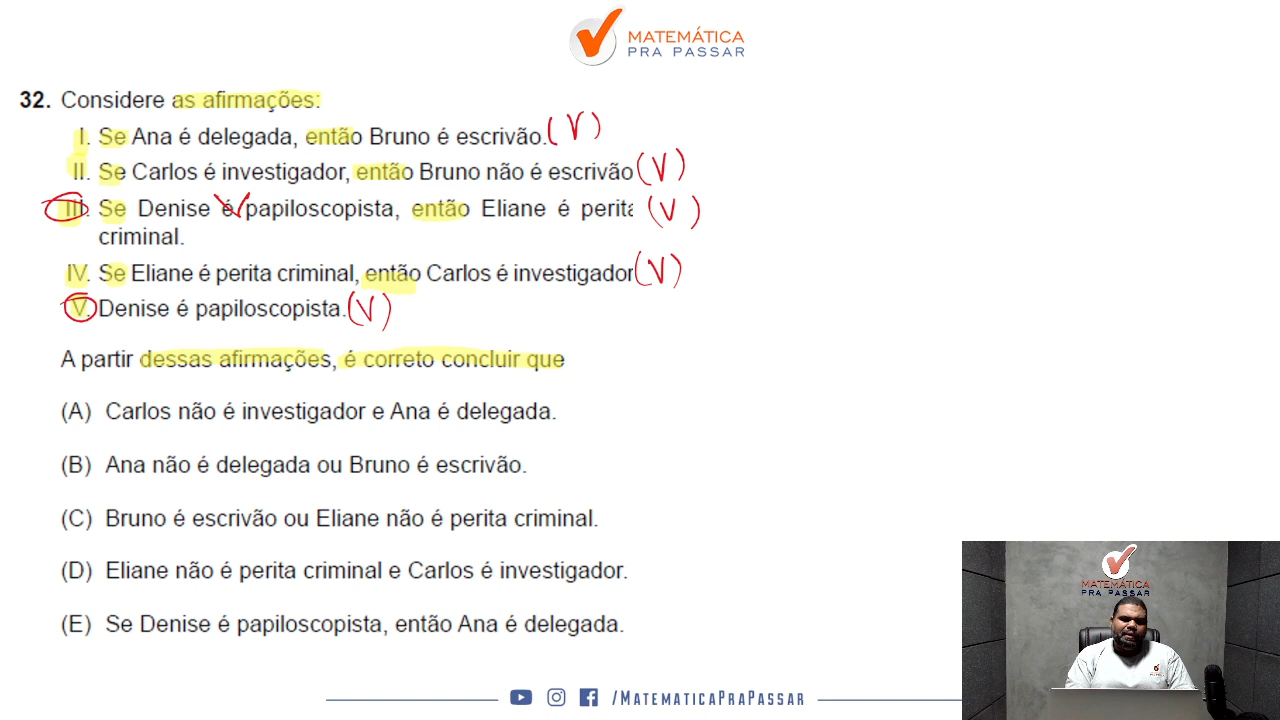 MATEMÁTICA
PRA PASSAR
32. Considere as afirmações:
I. Se Ana é delegada, então Bruno é escrivão. (V)
II. Se Carlos é investigador, então Bruno não é escrivão (V)
III. Se Denise é papiloscopista, então Eliane é perita (V)
criminal.
IV. Se Eliane é perita criminal, então Carlos é investigador (V)
V. Denise é papiloscopista. (V)
A partir dessas afirmações, é correto concluir que
(A) Carlos não é investigador e Ana é delegada.
(B) Ana não é delegada ou Bruno é escrivão.
(C) Bruno é escrivão ou Eliane não é perita criminal.
(D) Eliane não é perita criminal e Carlos é investigador.
(E) Se Denise é papiloscopista, então Ana é delegada.
MATEMÁTICA
PRA PASSAR
/MATEMATICAPRAPASSAR